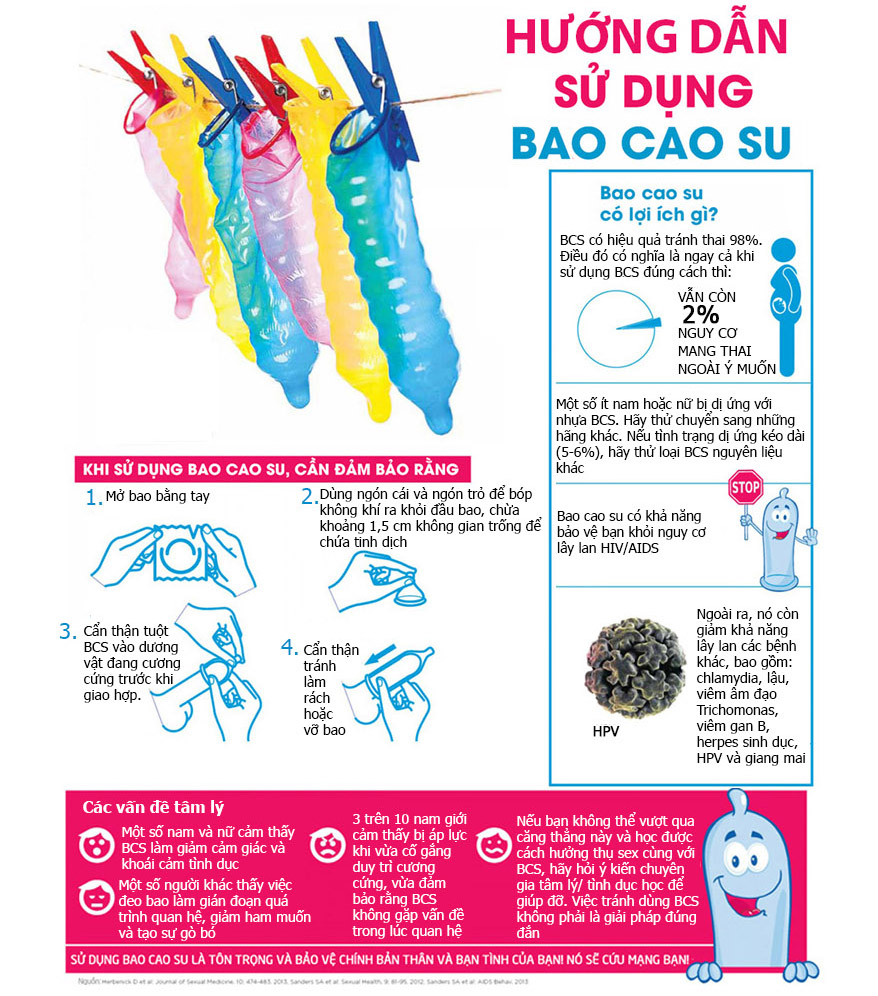 HƯỚNG DẪN
SỬ DỤNG
BAO CAO SU
Bao cao su
có lợi ích gì?
BCS có hiệu quả tránh thai 98%.
Điều đó có nghĩa là ngay cả khi
sử dụng BCS đúng cách thì:
VẪN CÒN
2%
NGUY CƠ
MANG THAI
NGOÀI Ý MUỐN
Một số ít nam hoặc nữ bị dị ứng với
nhựa BCS. Hãy thử chuyển sang những
hãng khác. Nếu tình trạng dị ứng kéo dài
(5-6%), hãy thử loại BCS nguyên liệu
khác
STOP
Bao cao su có khả năng
bảo vệ bạn khỏi nguy cơ
lây lan HIV/AIDS
Ngoài ra, nó còn
giảm khả năng
lây lan các bệnh
khác, bao gồm:
chlamydia, lậu,
viêm âm đạo
Trichomonas,
viêm gan B,
herpes sinh dục,
HPV và giang mai
HPV
KHI SỬ DỤNG BAO CAO SU, CẦN ĐẢM BẢO RẰNG
1. Mở bao bằng tay
2. Dùng ngón cái và ngón trỏ để bóp
không khí ra khỏi đầu bao, chừa
khoảng 1,5 cm không gian trống để
chứa tinh dịch
3. Cẩn thận tuột
BCS vào dương
vật đang cương
cứng trước khi
giao hợp.
4. Cẩn thận
tránh
làm
rách
hoặc
vỡ bao
Các vấn đề tâm lý
Một số nam và nữ cảm thấy
BCS làm giảm cảm giác và
khoái cảm tình dục
Một số người khác thấy việc
đeo bao làm gián đoạn quá
trình quan hệ, giảm ham muốn
và tạo sự gò bó
3 trên 10 nam giới
cảm thấy bị áp lực
khi vừa cố gắng
duy trì cương
cứng, vừa đảm
bảo rằng BCS
không gặp vấn đề
trong lúc quan hệ
Nếu bạn không thể vượt qua
căng thẳng này và học được
cách hưởng thụ sex cùng với
BCS, hãy hỏi ý kiến chuyên
gia tâm lý/ tình dục học để
giúp đỡ. Việc tránh dùng BCS
không phải là giải pháp đúng
đắn
SỬ DỤNG BAO CAO SU LÀ TÔN TRỌNG VÀ BẢO VỆ CHÍNH BẢN THÂN VÀ BẠN TÌNH CỦA BẠN! NÓ SẼ CỨU MẠNG BẠN!
Nguồn: Herbenick D et al: Journal of Sexual Medicine, 10: 474-483, 2013, Sanders SA et al: Sexual Health, 9: 81-95, 2012; Sanders SA et al: AIDS Behav, 2013